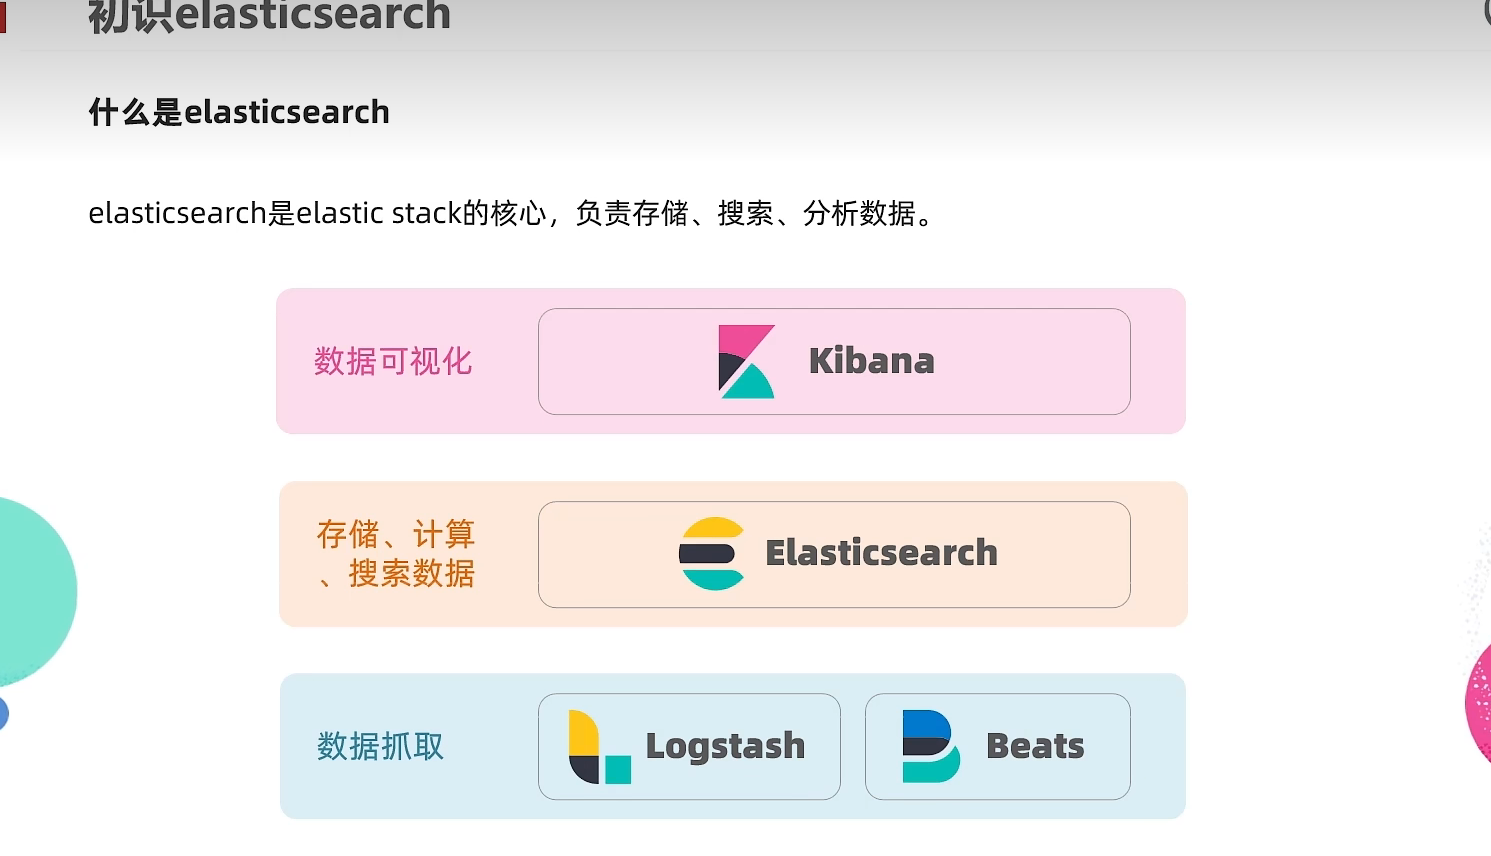 初识elasticsearch
什么是elasticsearch
elasticsearch是elastic stack的核心，负责存储、搜索、分析数据。
数据可视化
Kibana
存储、计算
、搜索数据
Elasticsearch
数据抓取
Logstash
Beats